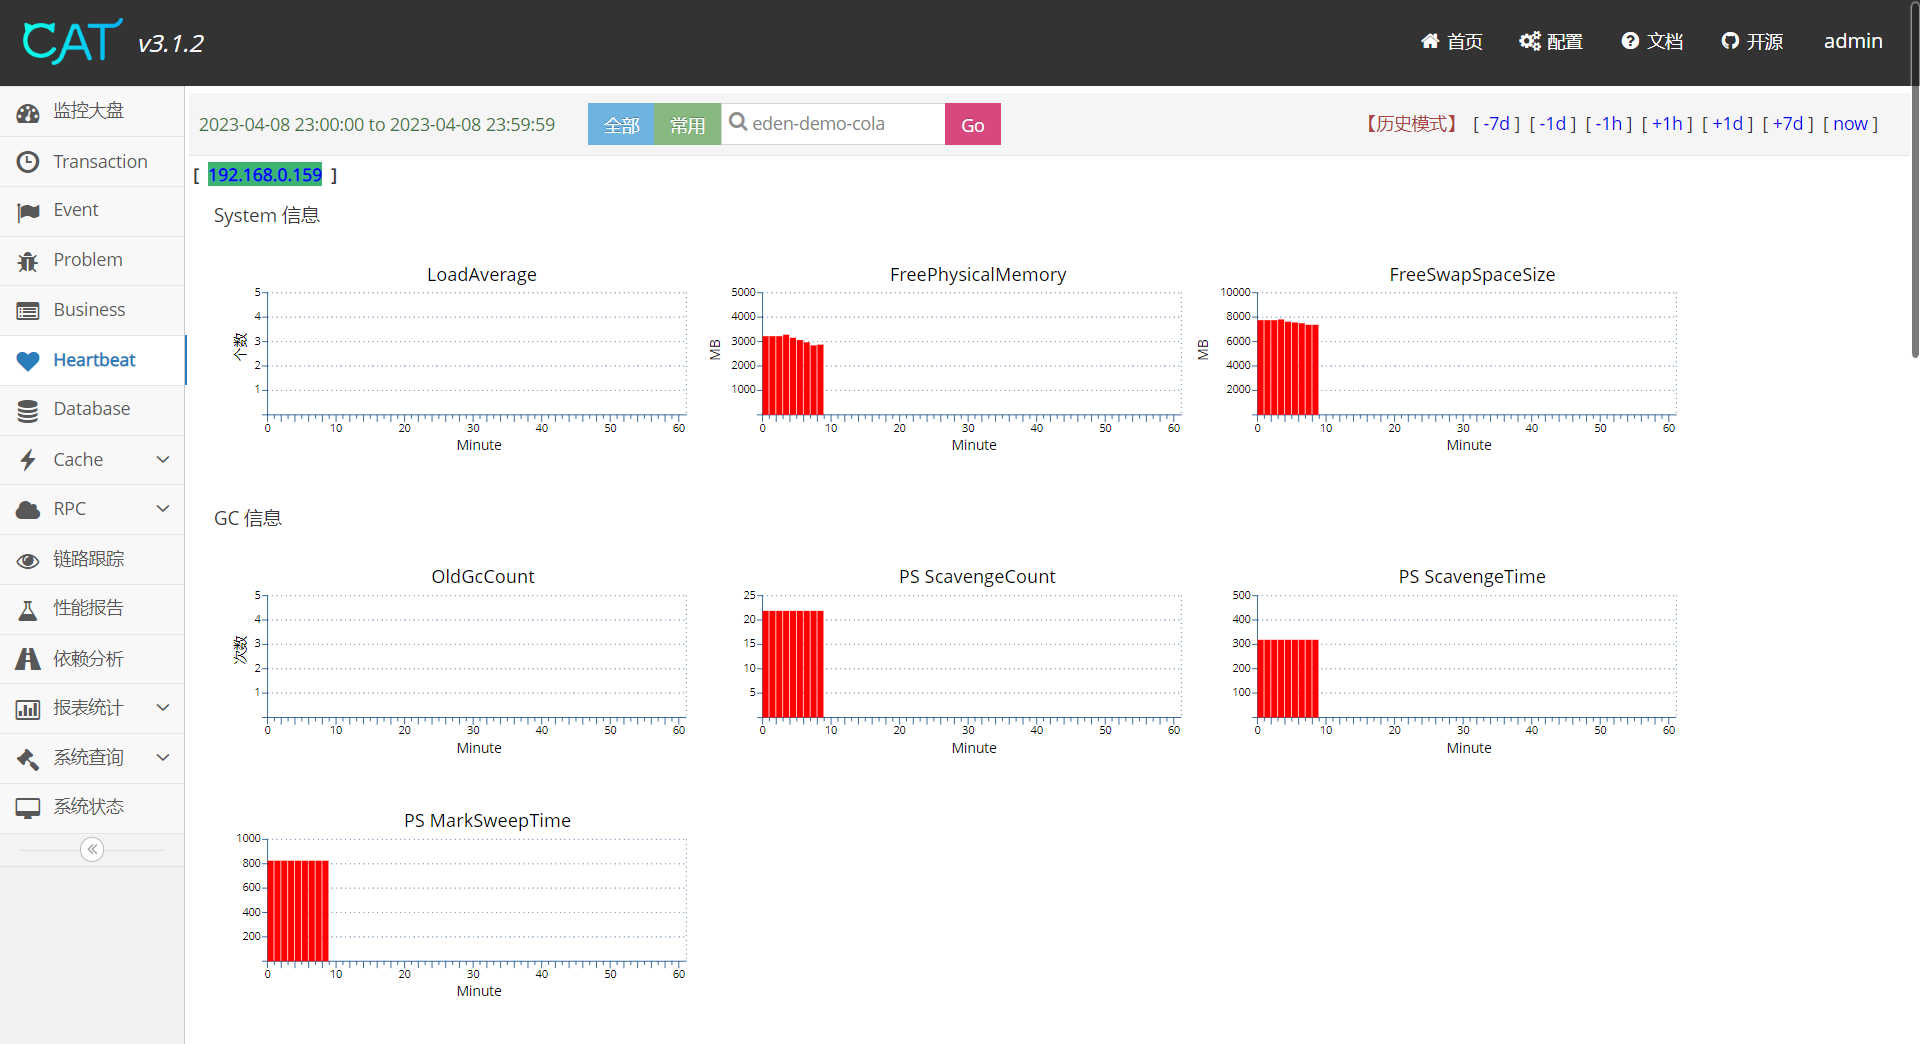 CAT v3.1.2
首页 配置 文档 开源 admin
监控大盘
Transaction
Event
Problem
Business
Heartbeat
Database
Cache
RPC
链路跟踪
性能报告
依赖分析
报表统计
系统查询
系统状态
2023-04-08 23:00:00 to 2023-04-08 23:59:59 全部 常用 eden-demo-cola Go 【历史模式】 [ -7d ] [ -1d ] [ -1h ] [ +1h ] [ +1d ] [ +7d ] [ now ]
[ 192.168.0.159 ]
System 信息
LoadAverage
个数
5
4
3
2
1
0 10 20 30 40 50 60
Minute
FreePhysicalMemory
MB
5000
4000
3000
2000
1000
0 10 20 30 40 50 60
Minute
FreeSwapSpaceSize
MB
10000
8000
6000
4000
2000
0 10 20 30 40 50 60
Minute
GC 信息
OldGcCount
次数
5
4
3
2
1
0 10 20 30 40 50 60
Minute
PS ScavengeCount
25
20
15
10
5
0 10 20 30 40 50 60
Minute
PS ScavengeTime
500
400
300
200
100
0 10 20 30 40 50 60
Minute
PS MarkSweepTime
1000
800
600
400
200
0 10 20 30 40 50 60
Minute